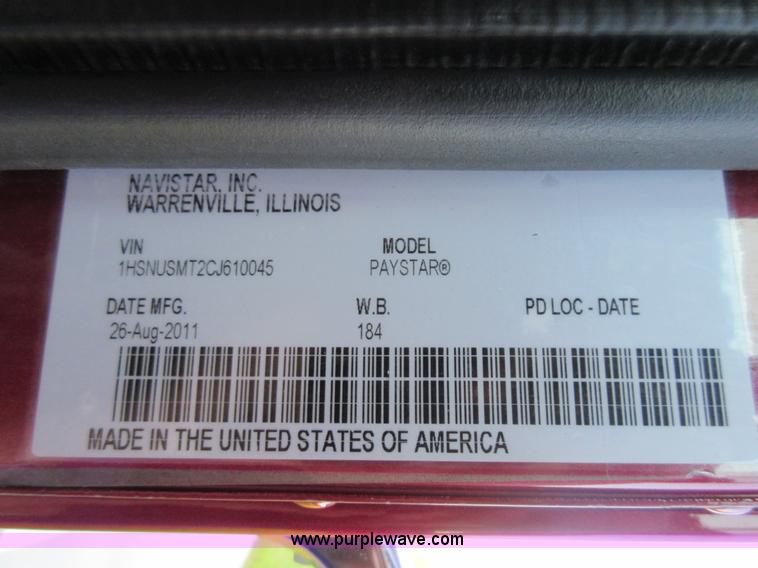 NAVISTAR, INC.
WARRENVILLE, ILLINOIS
VIN MODEL
1HSNUSMT2CJ610045 PAYSTAR®
DATE MFG. W.B. PD LOC - DATE
26-Aug-2011 184
MADE IN THE UNITED STATES OF AMERICA
www.purplewave.com